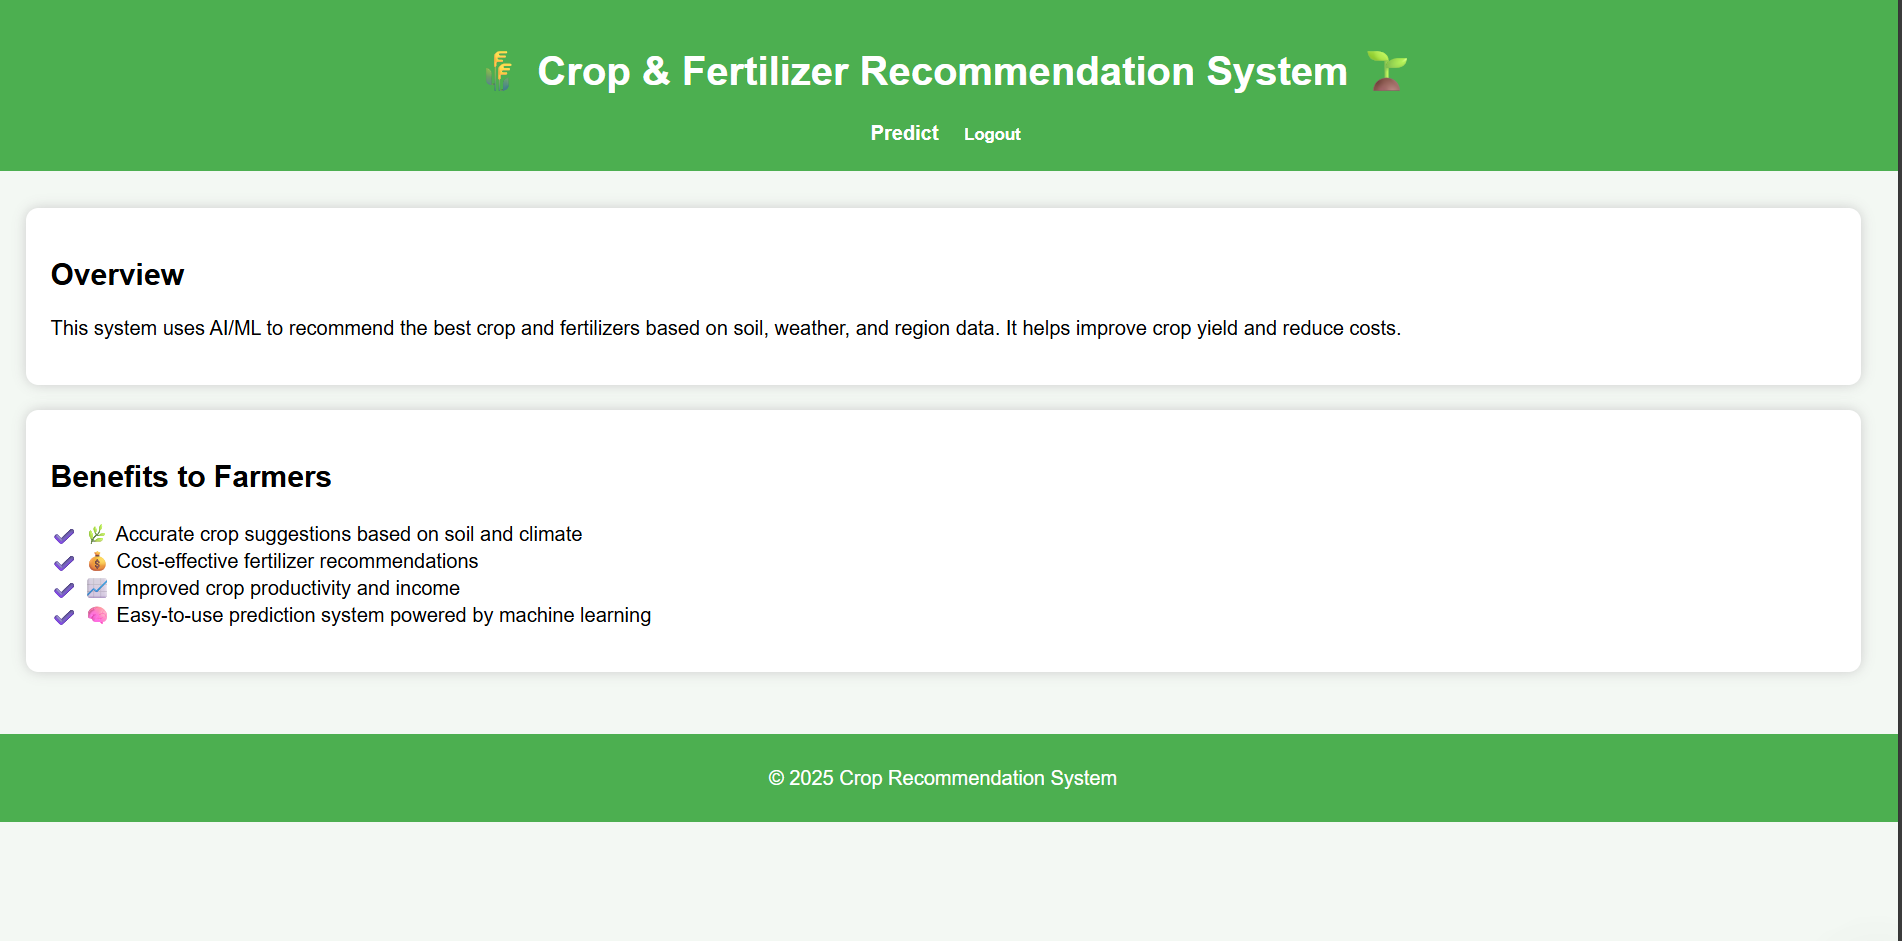 Crop & Fertilizer Recommendation System
Predict Logout
Overview
This system uses AI/ML to recommend the best crop and fertilizers based on soil, weather, and region data. It helps improve crop yield and reduce costs.
Benefits to Farmers
Accurate crop suggestions based on soil and climate
Cost-effective fertilizer recommendations
Improved crop productivity and income
Easy-to-use prediction system powered by machine learning
© 2025 Crop Recommendation System